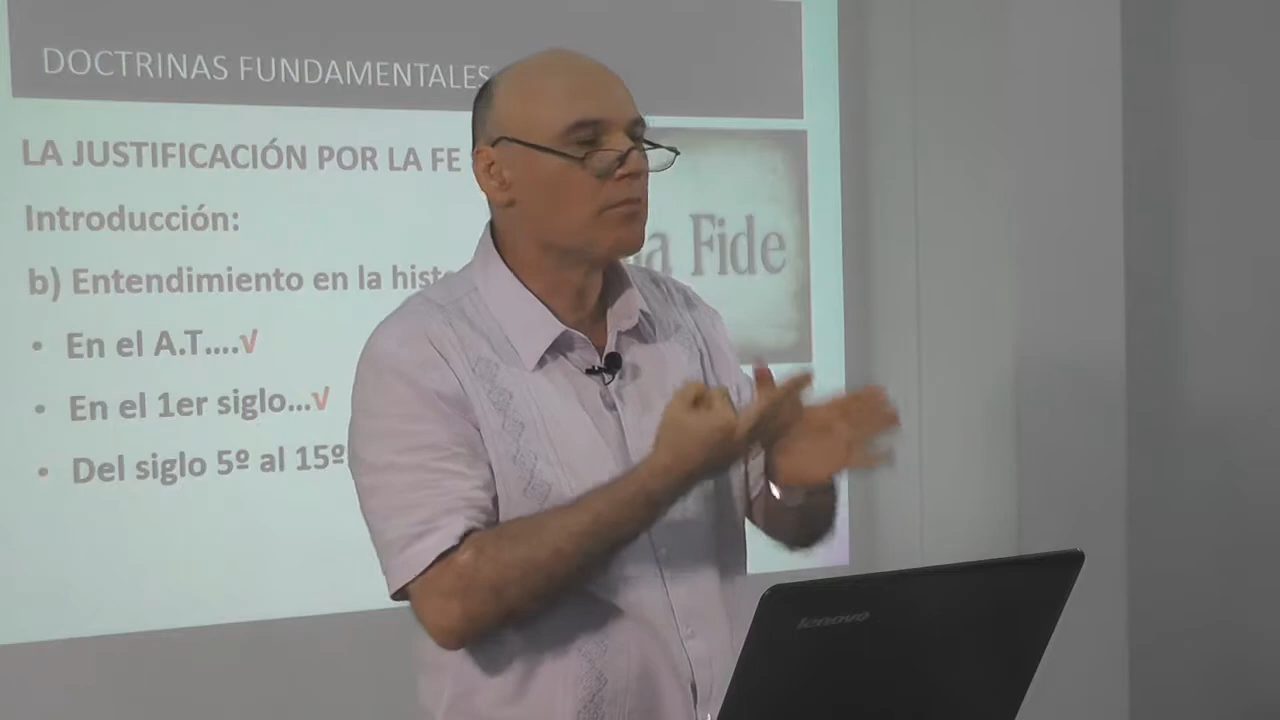 DOCTRINAS FUNDAMENTALES
LA JUSTIFICACIÓN POR LA FE
Introducción:
b) Entendimiento en la
• En el A.T....√
• En el 1er siglo...√
• Del siglo 5º al 15º
Fide
lenovo